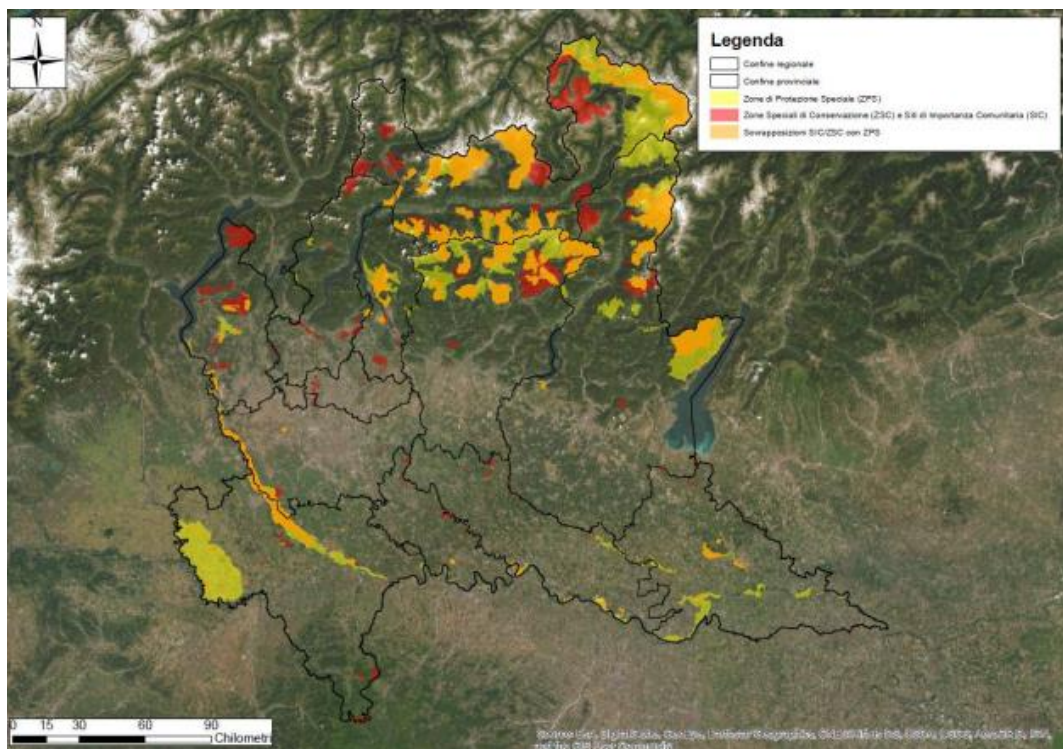 N
Legenda
Confine regionale
Confine provinciale
Zone di Protezione Speciale (ZPS)
Zone Speciali di Conservazione (ZSC) e Siti di Importanza Comunitaria (SIC)
Sovrapposizioni SIC/ZSC con ZPS
0 15 30 60 90
Chilometri